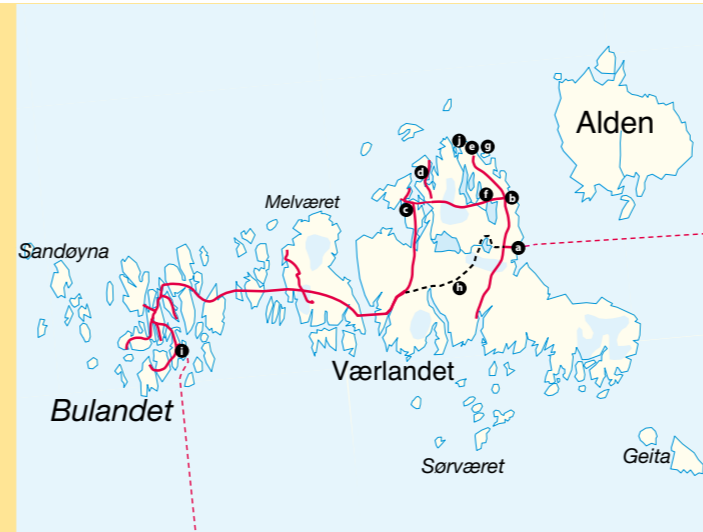 Alden
j e g
d
f b
c
Melværet
Sandøyna
a
h
i
Værlandet
Bulandet
Sørværet
Geita